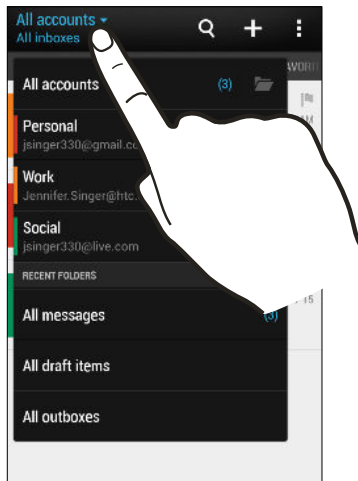 All accounts
All inboxes
All accounts (3)
Personal
jsinger330@gmail.co
Work
Jennifer.Singer@htc.
Social
jsinger330@live.com
RECENT FOLDERS
All messages (3)
All draft items
All outboxes